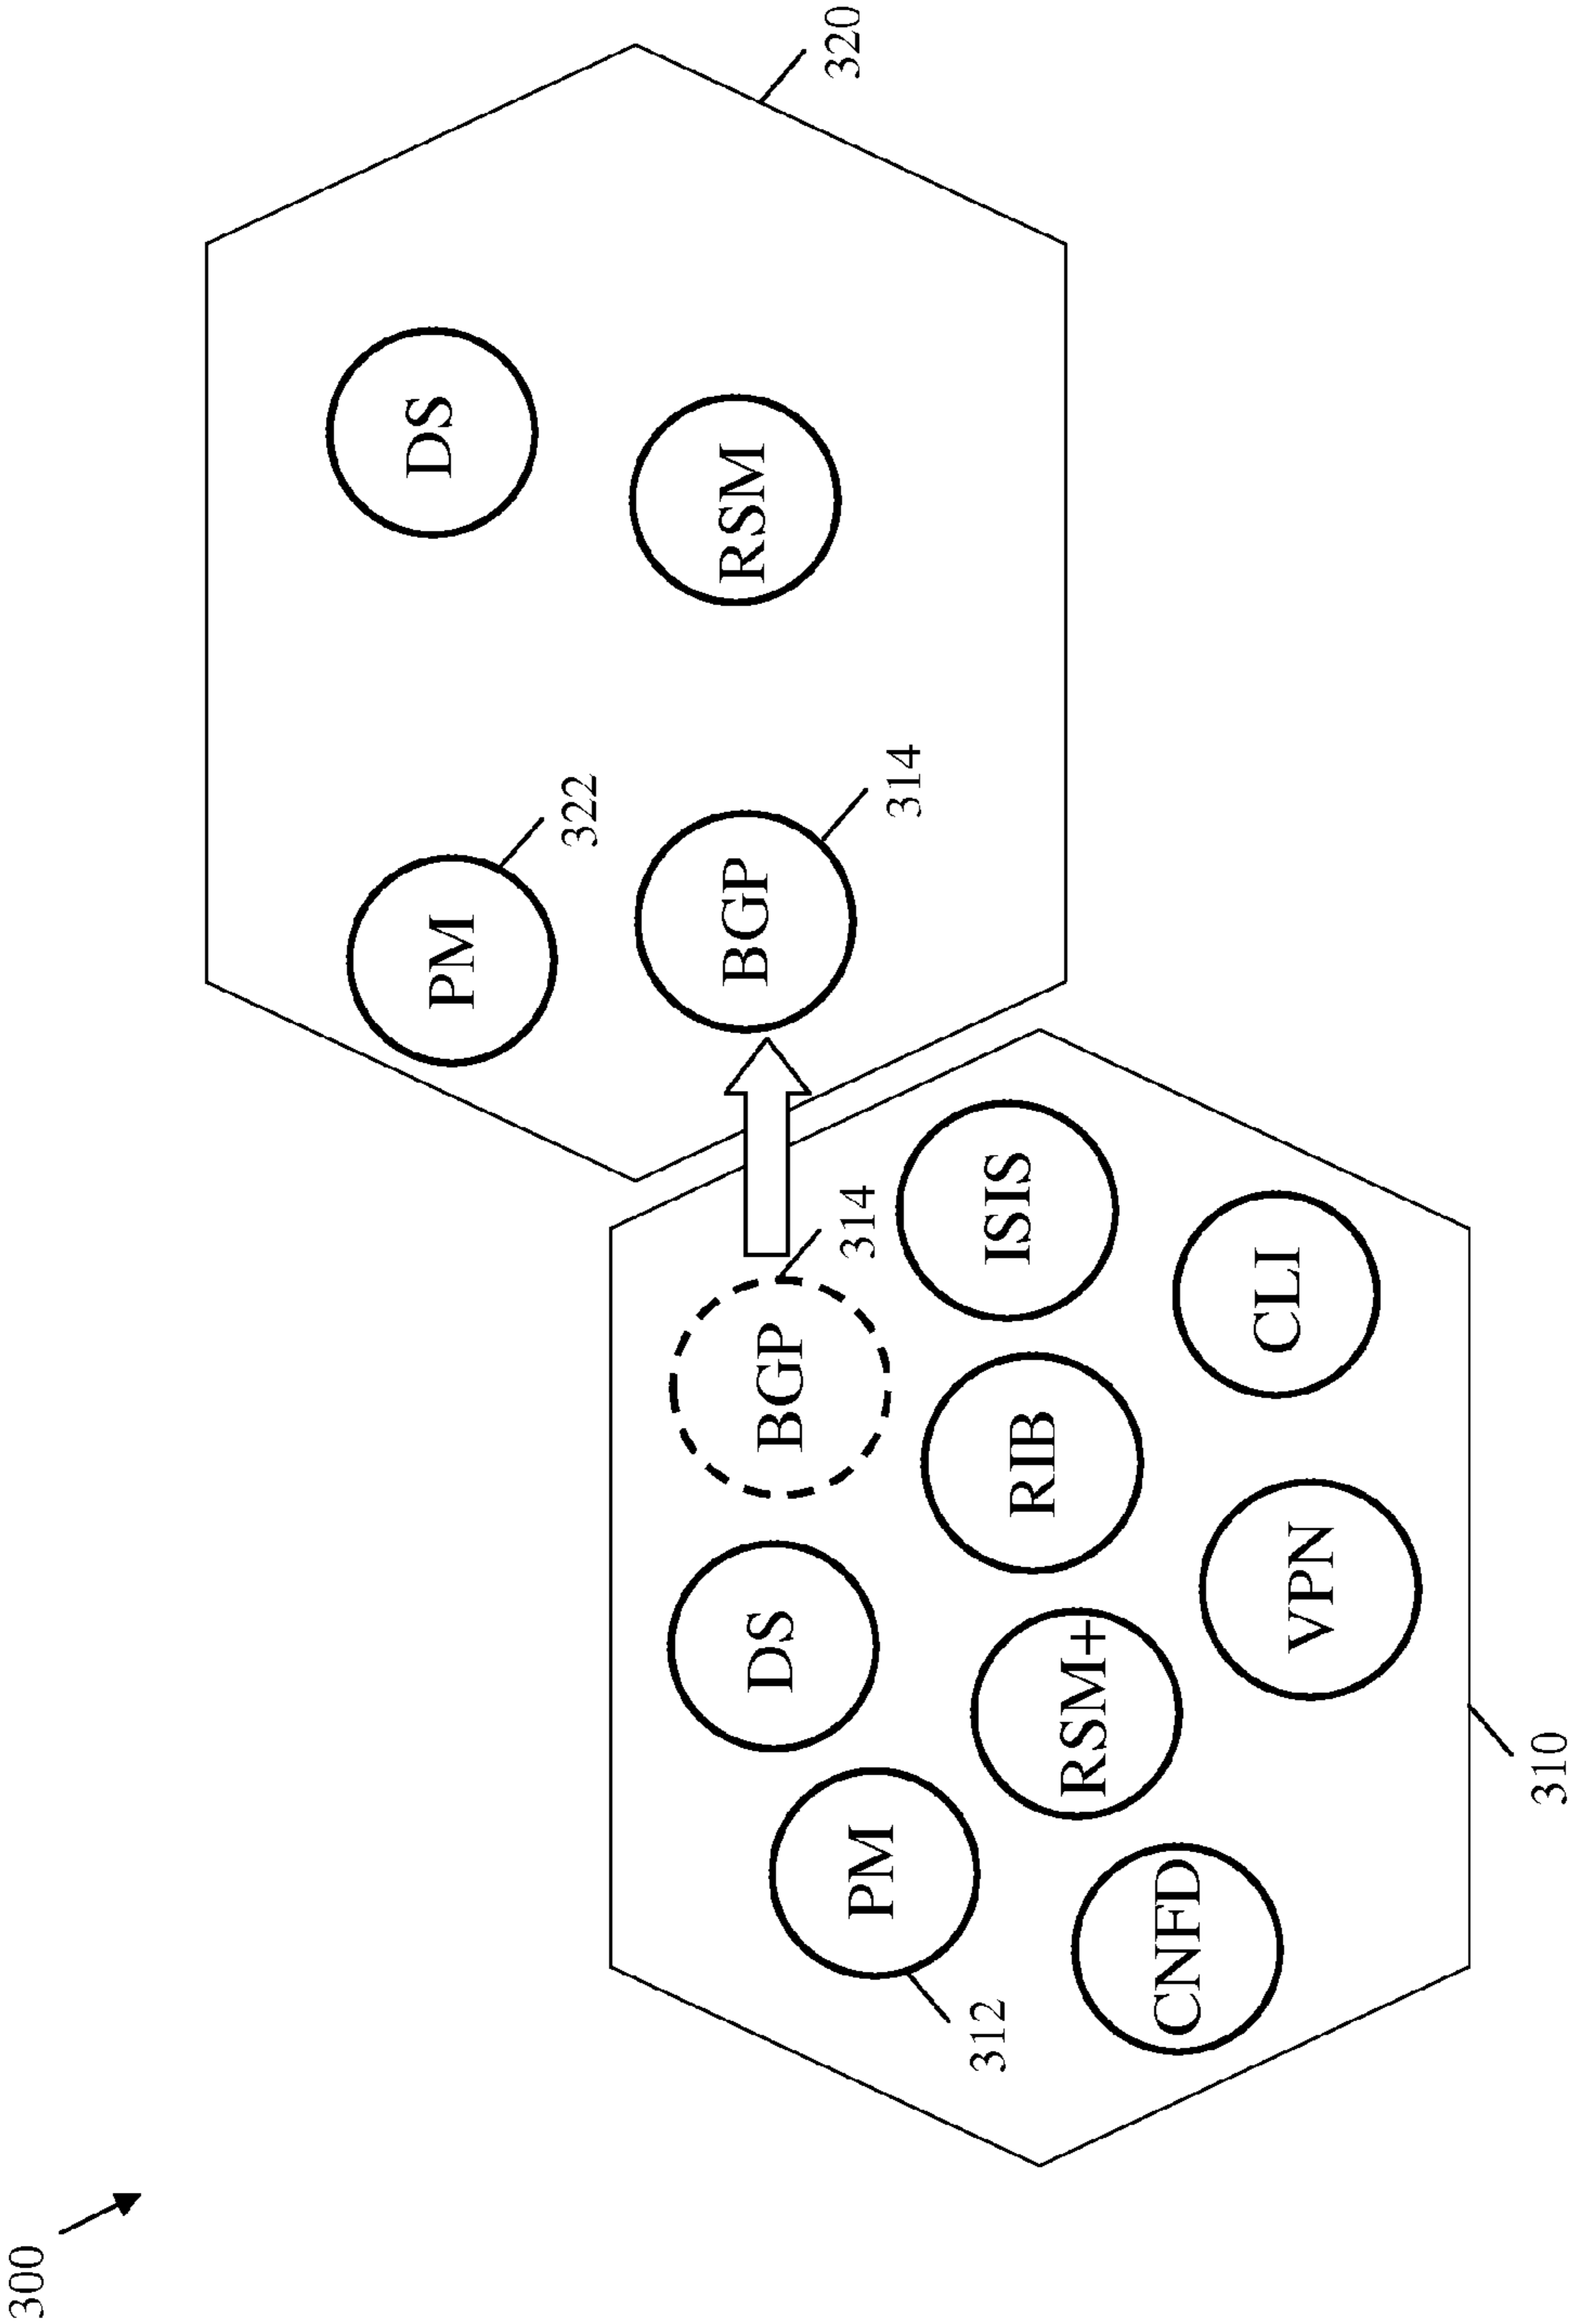 300
PM
DS
322
BGP
RSM
DS
BGP
314
314
320
PM
312
RSM+
RIB
ISIS
CNFD
VPN
CLI
310